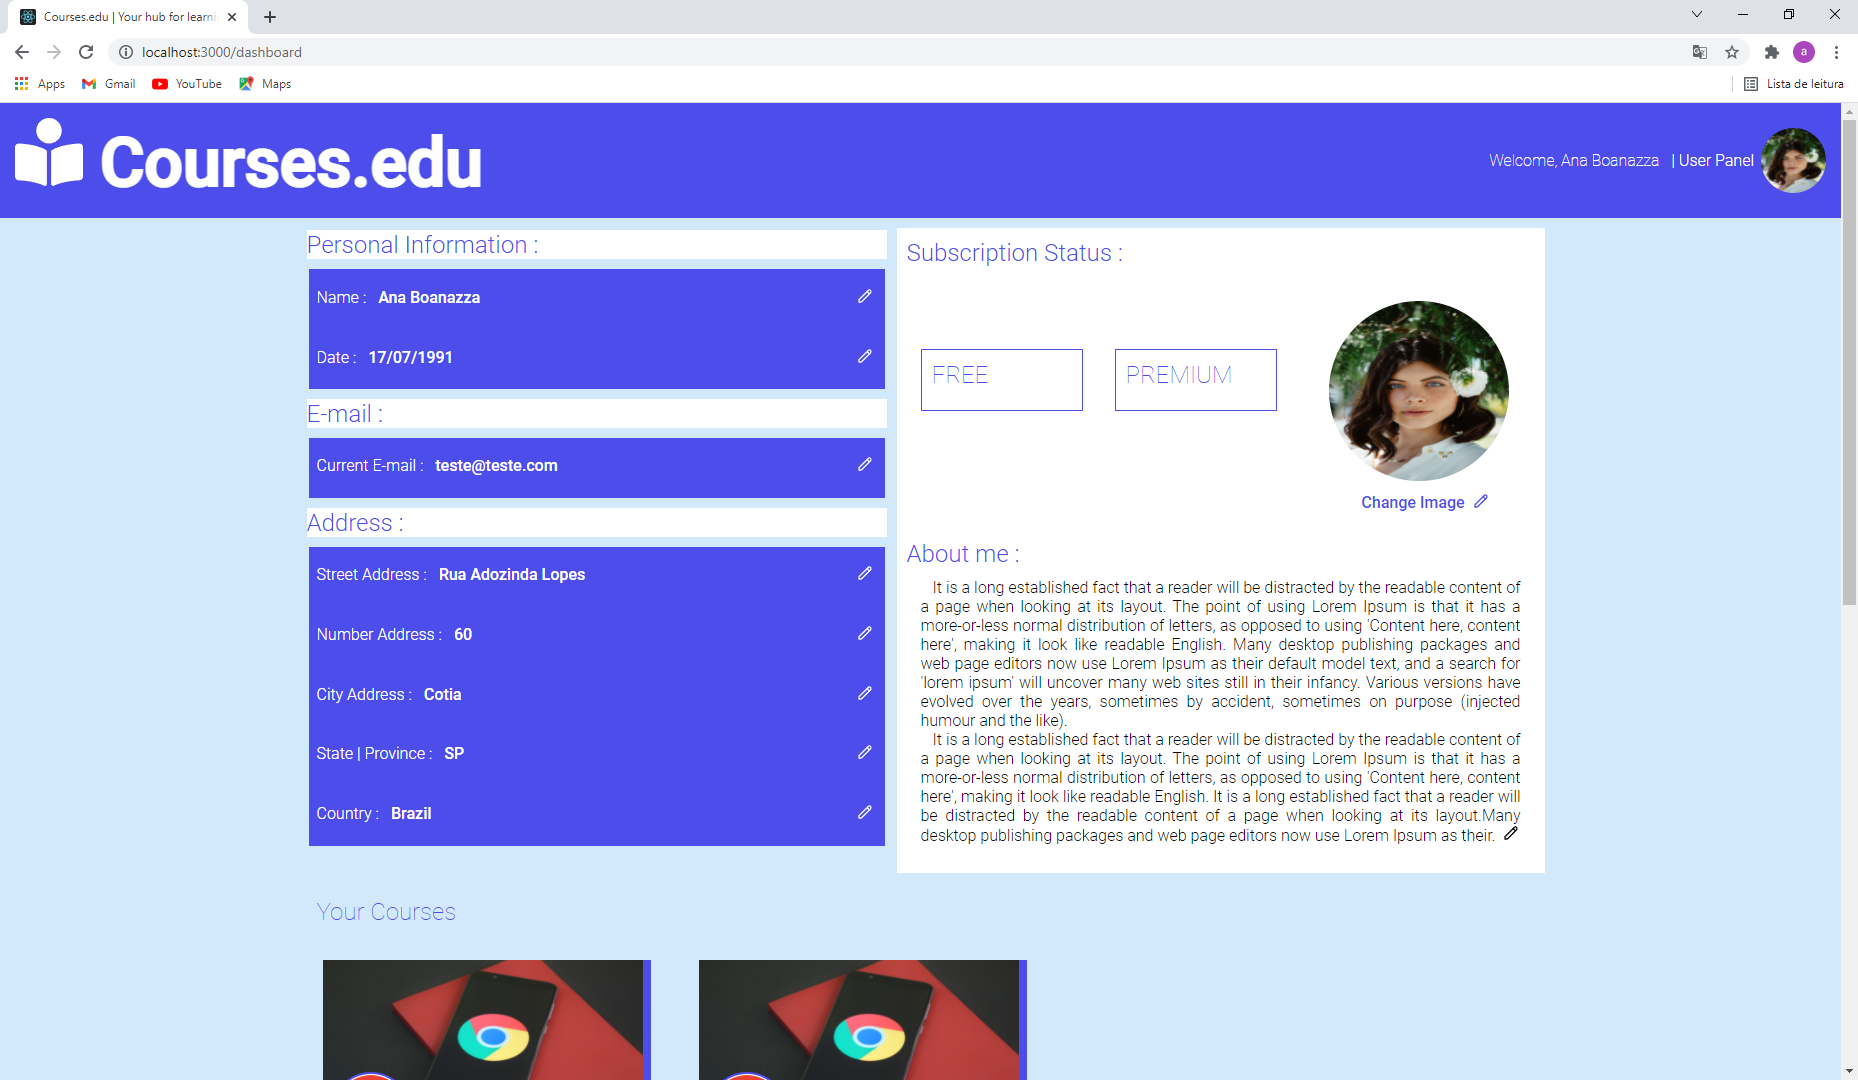 Courses.edu | Your hub for learni
localhost:3000/dashboard
a
Apps
Gmail
YouTube
Maps
Lista de leitura
Courses.edu
Welcome, Ana Boanazza | User Panel
Personal Information :
Name : Ana Boanazza
Date : 17/07/1991
E-mail :
Current E-mail : teste@teste.com
Address :
Street Address : Rua Adozinda Lopes
Number Address : 60
City Address : Cotia
State | Province : SP
Country : Brazil
Subscription Status :
FREE
PREMIUM
Change Image
About me :
It is a long established fact that a reader will be distracted by the readable content of
a page when looking at its layout. The point of using Lorem Ipsum is that it has a
more-or-less normal distribution of letters, as opposed to using 'Content here, content
here', making it look like readable English. Many desktop publishing packages and
web page editors now use Lorem Ipsum as their default model text, and a search for
'lorem ipsum' will uncover many web sites still in their infancy. Various versions have
evolved over the years, sometimes by accident, sometimes on purpose (injected
humour and the like).
It is a long established fact that a reader will be distracted by the readable content of
a page when looking at its layout. The point of using Lorem Ipsum is that it has a
more-or-less normal distribution of letters, as opposed to using 'Content here, content
here', making it look like readable English. It is a long established fact that a reader will
be distracted by the readable content of a page when looking at its layout.Many
desktop publishing packages and web page editors now use Lorem Ipsum as their.
Your Courses